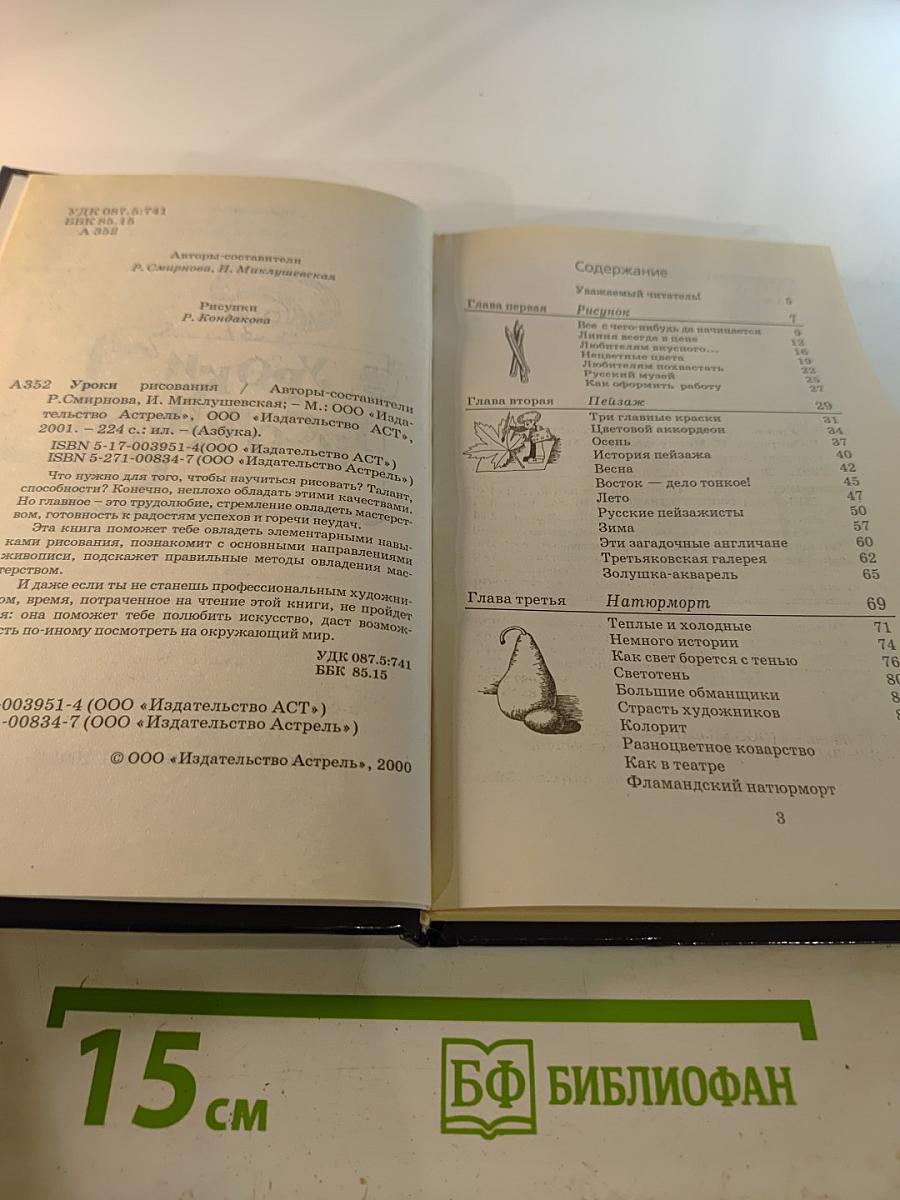 УДК 087.5:741
ББК 85.15
А 352
Авторы-составители
Р. Смирнова, И. Миклушевская
Рисунки
Р. Кондакова
А352 Уроки рисования / Авторы-составители
Р.Смирнова, И. Миклушевская; – М.: ООО «Изда-
тельство Астрель», ООО «Издательство АСТ»,
2001. – 224 с.: ил. – (Азбука).
ISBN 5-17-003951-4(ООО «Издательство АСТ»)
ISBN 5-271-00834-7 (ООО «Издательство Астрель»)
Что нужно для того, чтобы научиться рисовать? Талант,
способности? Конечно, неплохо обладать этими качествами.
Но главное – это трудолюбие, стремление овладеть мастерст-
вом, готовность к радостям успехов и горечи неудач.
Эта книга поможет тебе овладеть элементарными навы-
ками рисования, познакомит с основными направлениями
живописи, подскажет правильные методы овладения мас-
терством.
И даже если ты не станешь профессиональным художни-
ом, время, потраченное на чтение этой книги, не пройдет
я: она поможет тебе полюбить искусство, даст возмож-
сть по-иному посмотреть на окружающий мир.
УДК 087.5:741
ББК 85.15
-003951-4 (ООО «Издательство АСТ»)
-00834-7 (ООО «Издательство Астрель»)
© ООО «Издательство Астрель», 2000
Содержание
Уважаемый читатель! 5
Глава первая Рисунок 7
Все с чего-нибудь да начинается 9
Линия всегда в цене 12
Любителям вкусного... 16
Нецветные цвета 19
Любителям похвастать 22
Русский музей 25
Как оформить работу 27
Глава вторая Пейзаж 29
Три главные краски 31
Цветовой аккордеон 34
Осень 37
История пейзажа 40
Весна 42
Восток — дело тонкое! 45
Лето 47
Русские пейзажисты 50
Зима 57
Эти загадочные англичане 60
Третьяковская галерея 62
Золушка-акварель 65
Глава третья Натюрморт 69
Теплые и холодные 71
Немного истории 74
Как свет борется с тенью 76
Светотень 80
Большие обманщики 8
Страсть художников
Колорит
Разноцветное коварство
Как в театре
Фламандский натюрморт
3
15 см
БФ БИБЛИОФАН